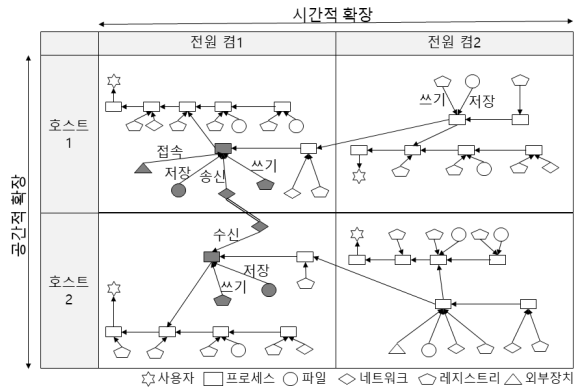 시간적 확장
전원 켬1
전원 켬2
공간적 확장
호스트
1
접속
저장
송신
쓰기
쓰기
저장
호스트
2
수신
저장
쓰기
사용자
프로세스
파일
네트워크
레지스트리
외부장치